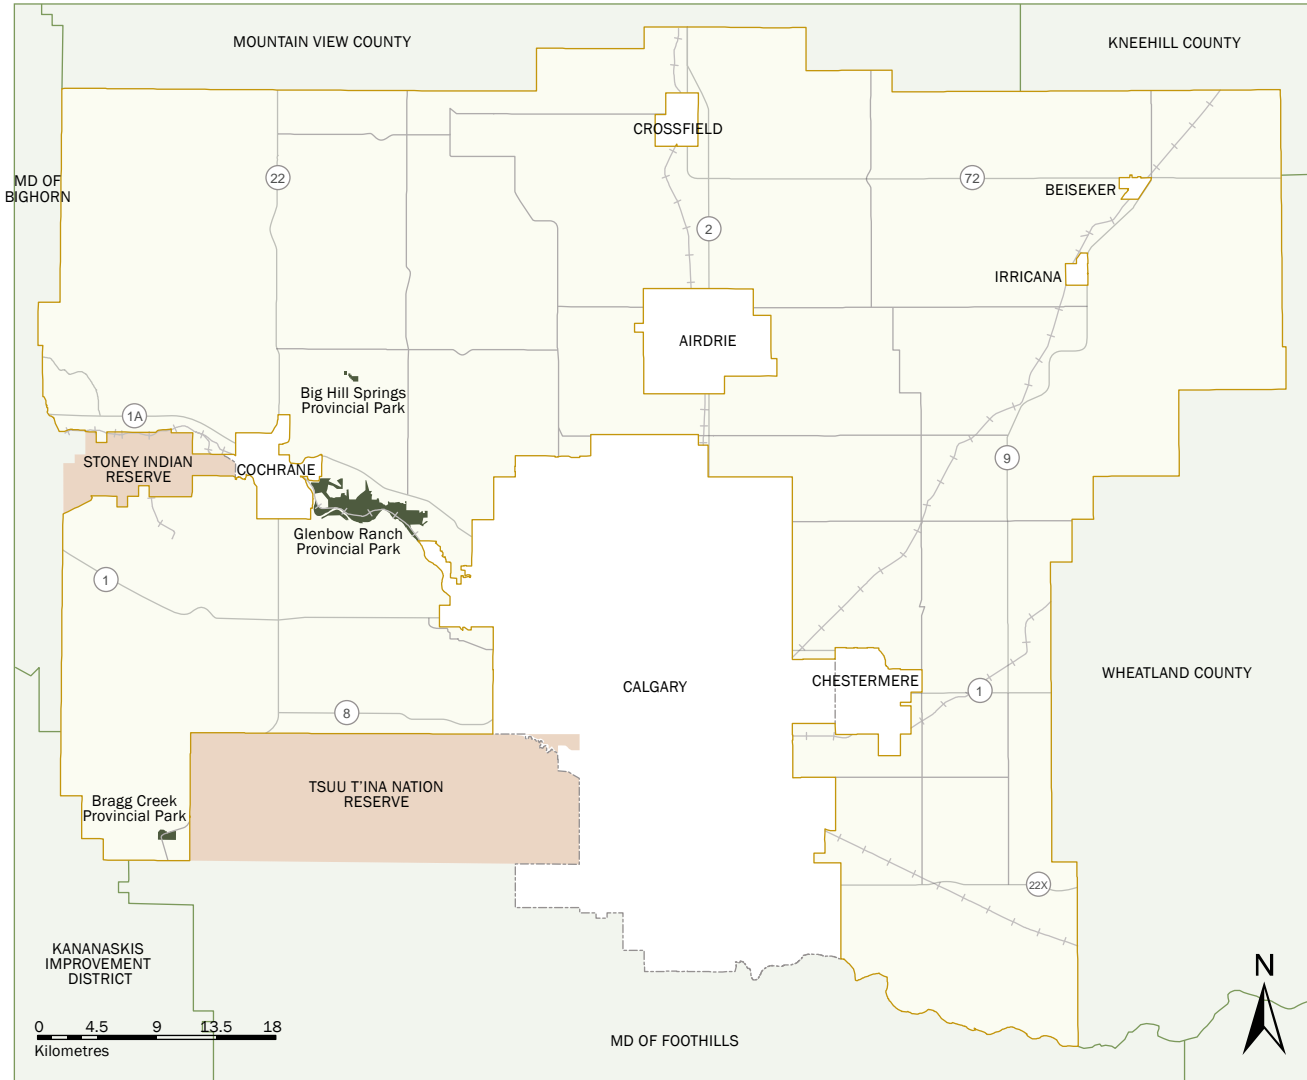 MOUNTAIN VIEW COUNTY
KNEEHILL COUNTY
CROSSFIELD
22
72
MD OF
BIGHORN
BEISEKER
2
IRRICANA
AIRDRIE
Big Hill Springs
Provincial Park
1A
STONEY INDIAN
RESERVE
COCHRANE
9
Glenbow Ranch
Provincial Park
1
WHEATLAND COUNTY
CALGARY
CHESTERMERE
1
8
TSUU T'INA NATION
RESERVE
Bragg Creek
Provincial Park
22X
KANANASKIS
IMPROVEMENT
DISTRICT
N
0 4.5 9 13.5 18
Kilometres
MD OF FOOTHILLS